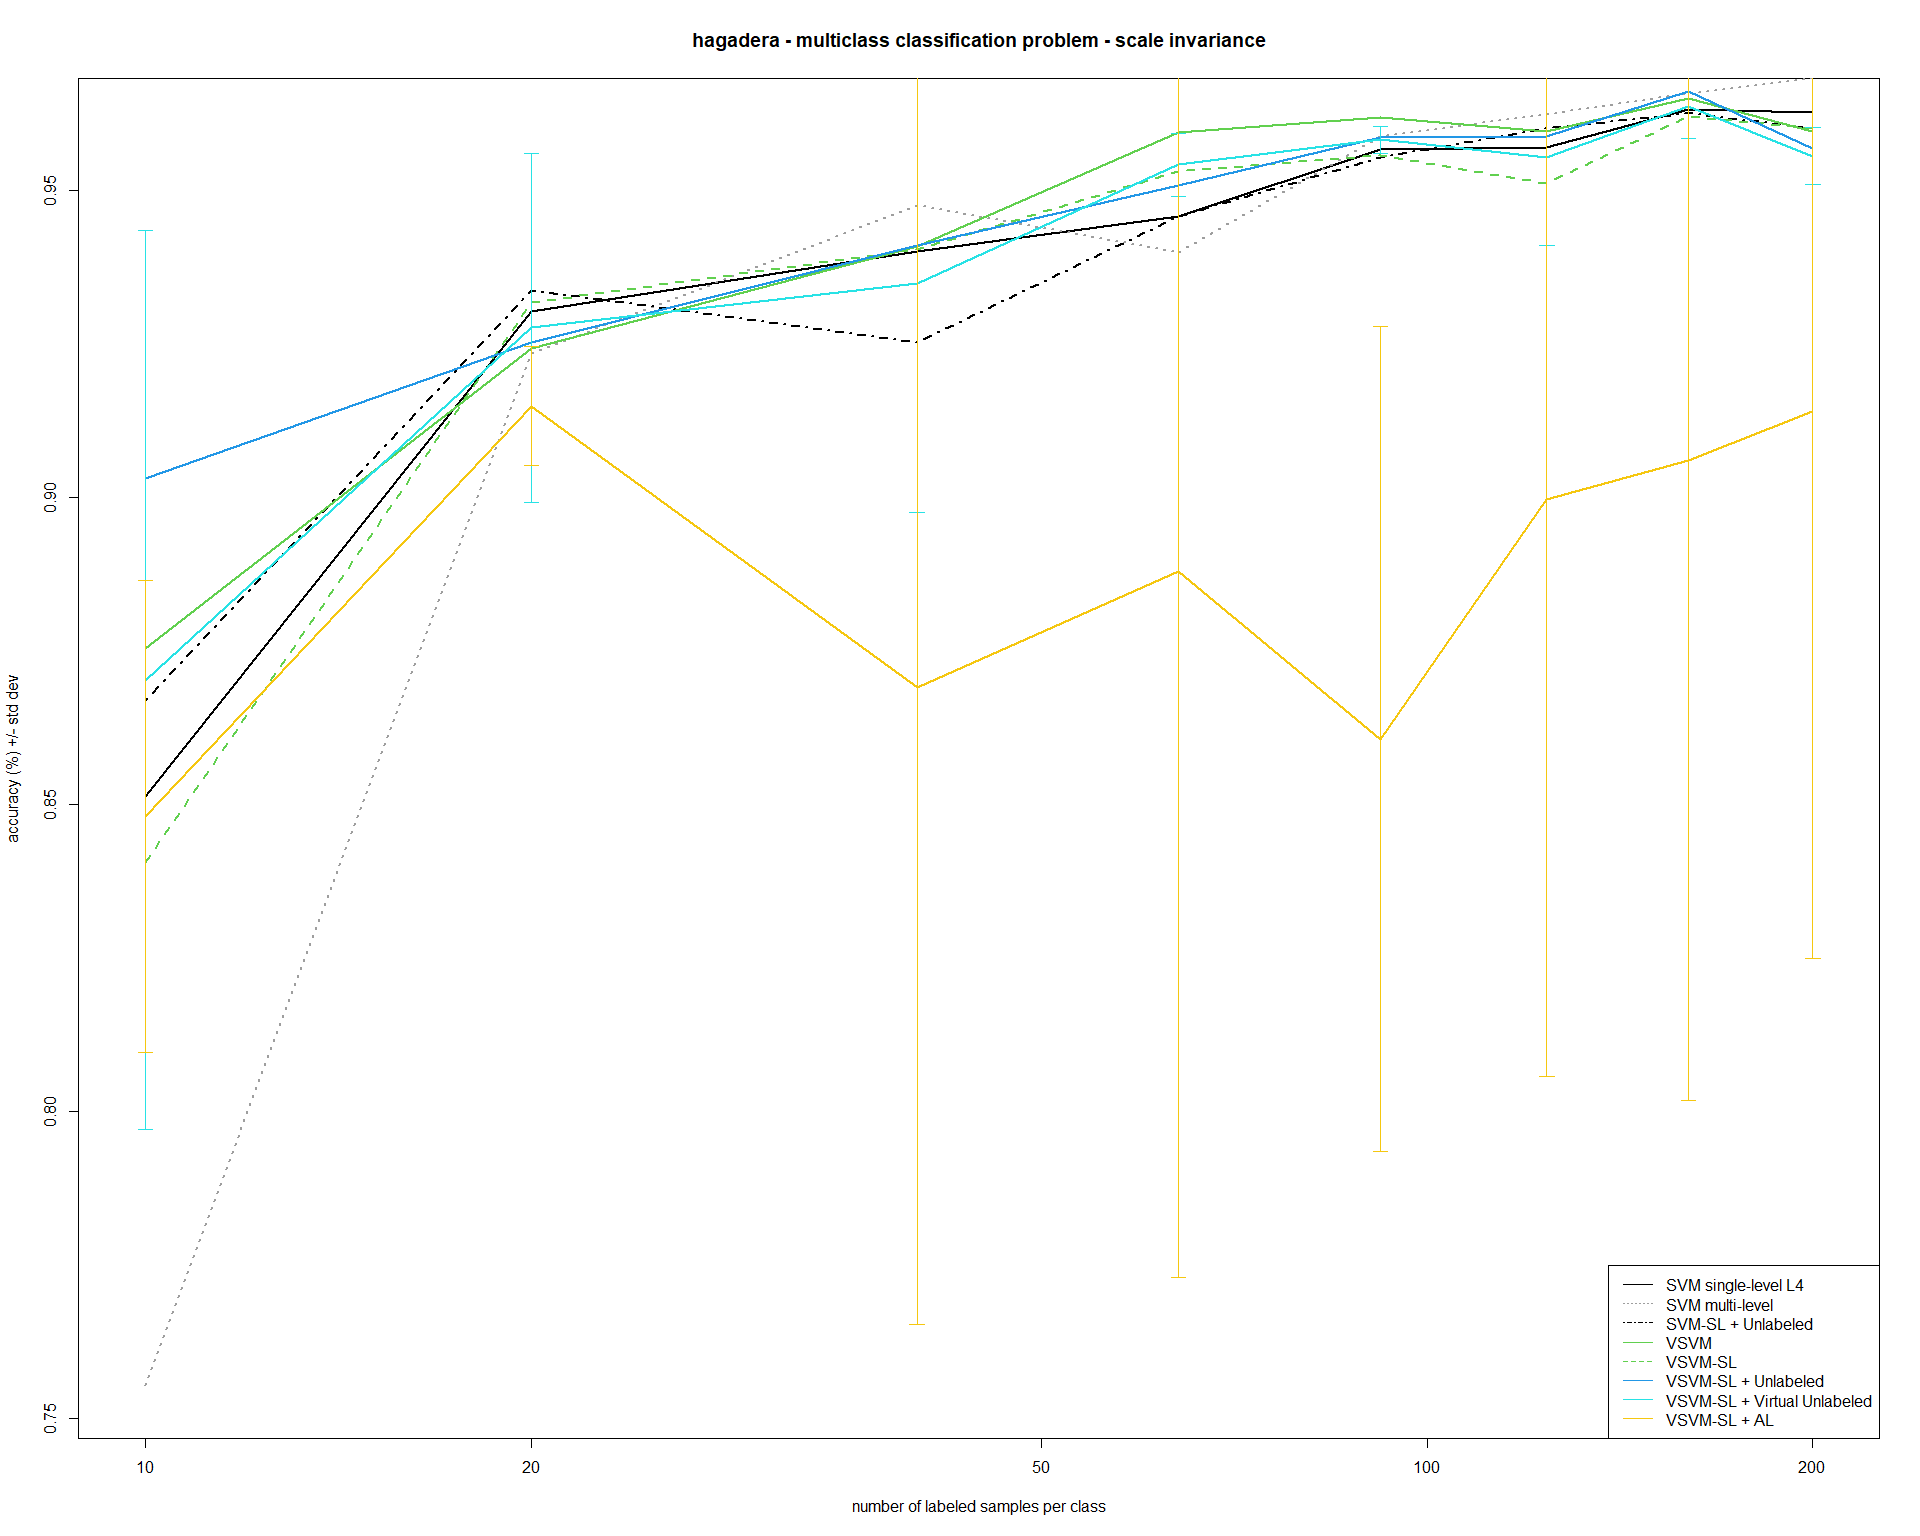 hagadera - multiclass classification problem - scale invariance
accuracy (%) +/- std dev
0.95
0.90
0.85
0.80
0.75
SVM single-level L4
SVM multi-level
SVM-SL + Unlabeled
VSVM
VSVM-SL
VSVM-SL + Unlabeled
VSVM-SL + Virtual Unlabeled
VSVM-SL + AL
10
20
50
100
200
number of labeled samples per class